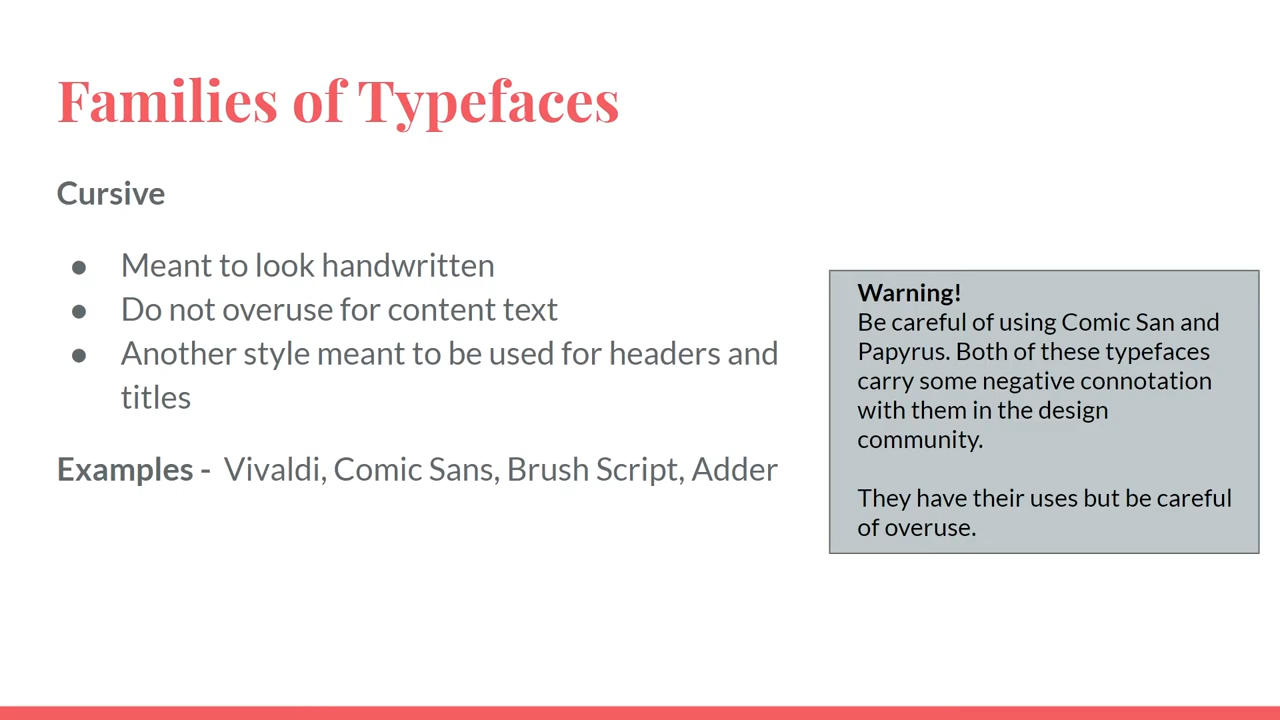 Families of Typefaces
Cursive
● Meant to look handwritten
● Do not overuse for content text
● Another style meant to be used for headers and
titles
Examples - Vivaldi, Comic Sans, Brush Script, Adder
Warning!
Be careful of using Comic San and
Papyrus. Both of these typefaces
carry some negative connotation
with them in the design
community.
They have their uses but be careful
of overuse.